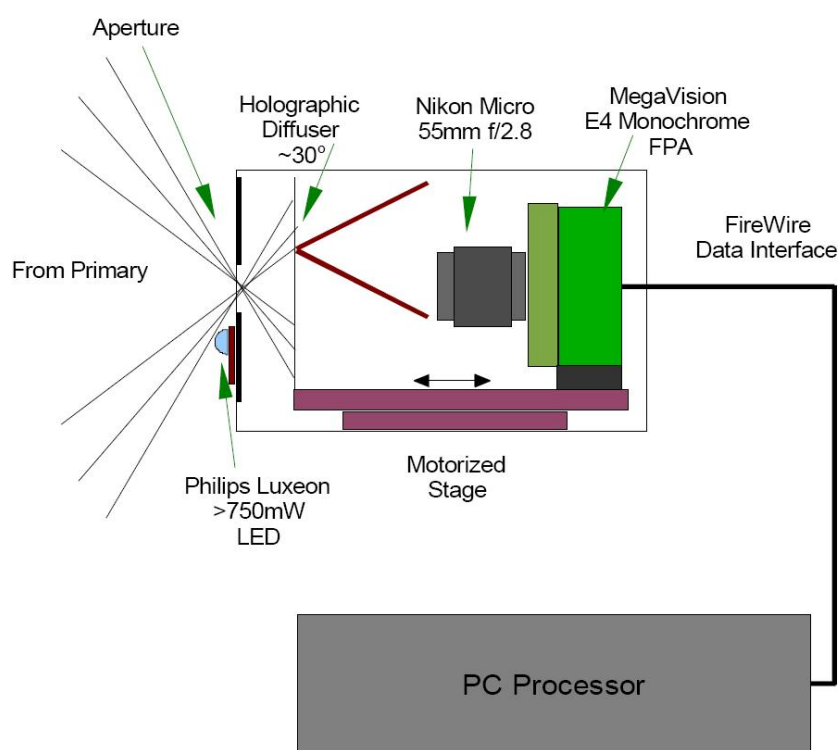 Aperture
Holographic
Diffuser
~30°
Nikon Micro
55mm f/2.8
MegaVision
E4 Monochrome
FPA
FireWire
Data Interface
From Primary
Philips Luxeon
>750mW
LED
Motorized
Stage
PC Processor